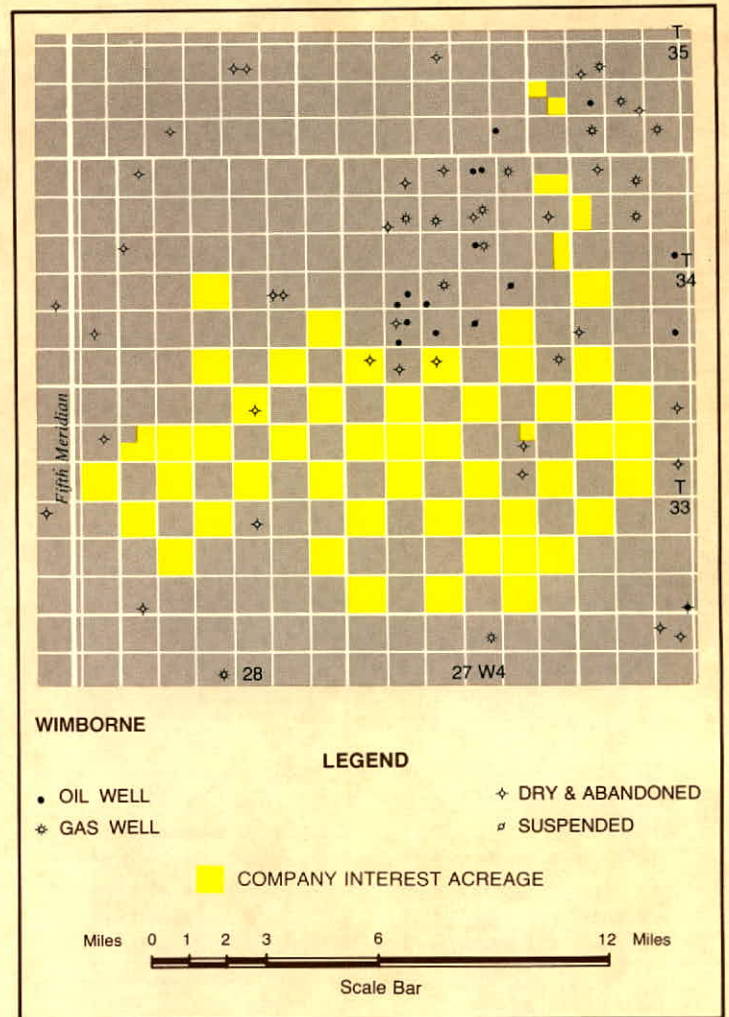 T
35
T
34
Fifth Meridian
T
33
28
27 W4
WIMBORNE
LEGEND
OIL WELL
DRY & ABANDONED
GAS WELL
SUSPENDED
COMPANY INTEREST ACREAGE
Miles 0 1 2 3 6 12 Miles
Scale Bar